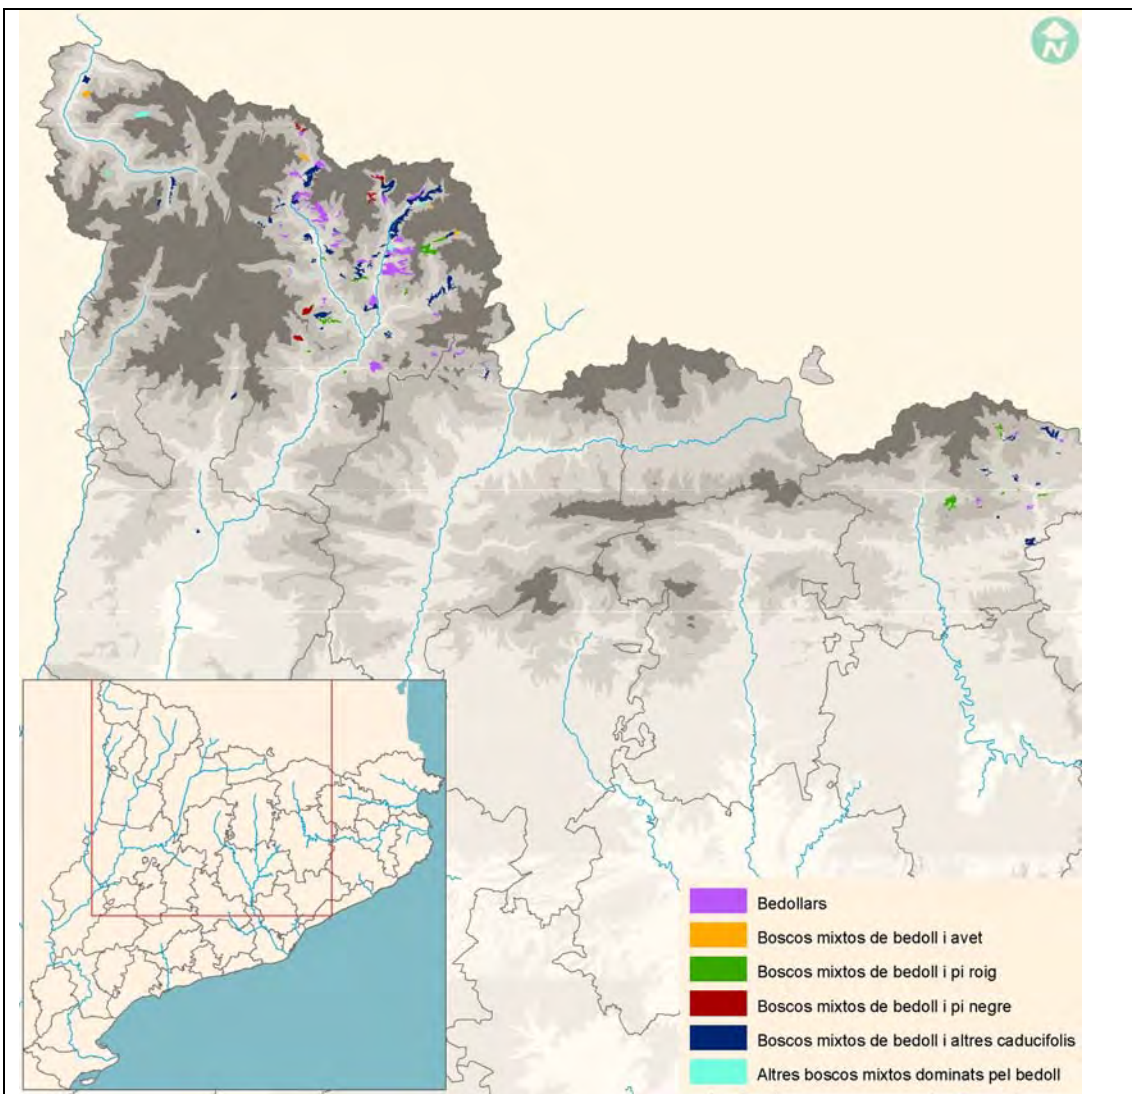 N
Bedollars
Boscos mixtos de bedoll i avet
Boscos mixtos de bedoll i pi roig
Boscos mixtos de bedoll i pi negre
Boscos mixtos de bedoll i altres caducifolis
Altres boscos mixtos dominats pel bedoll